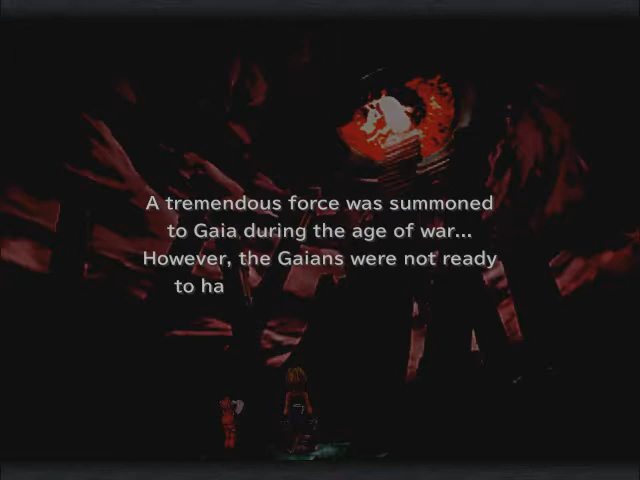 A tremendous force was summoned
to Gaia during the age of war...
However, the Gaians were not ready
to ha